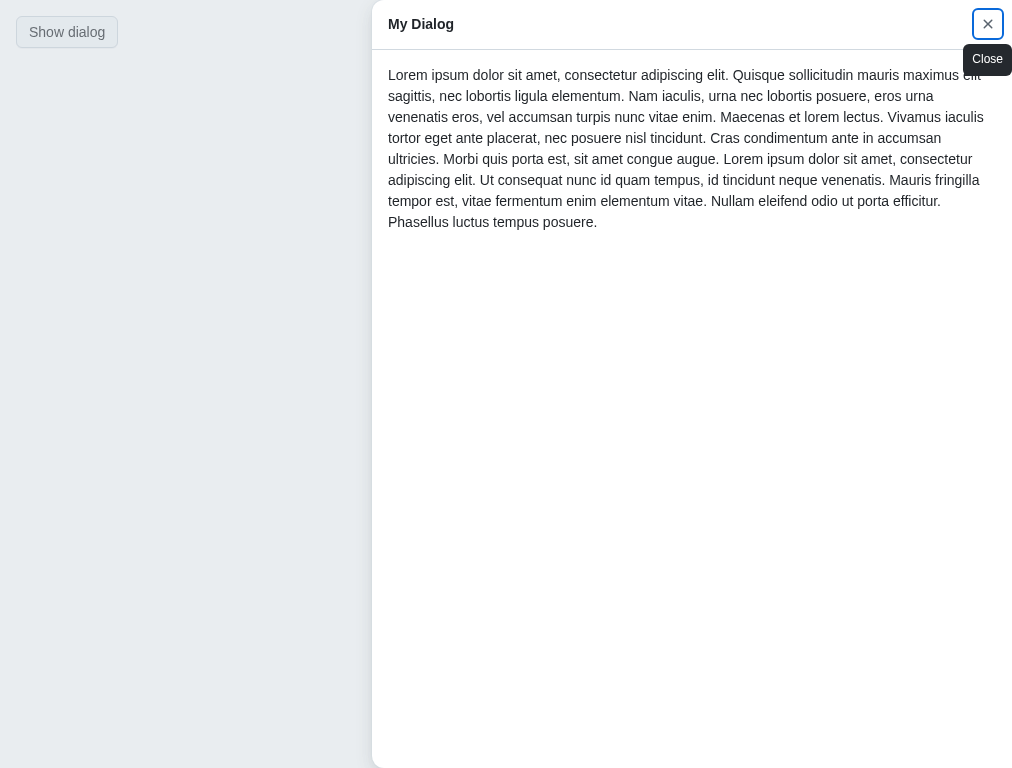 Show dialog
My Dialog
Close
Lorem ipsum dolor sit amet, consectetur adipiscing elit. Quisque sollicitudin mauris maximus elit
sagittis, nec lobortis ligula elementum. Nam iaculis, urna nec lobortis posuere, eros urna
venenatis eros, vel accumsan turpis nunc vitae enim. Maecenas et lorem lectus. Vivamus iaculis
tortor eget ante placerat, nec posuere nisl tincidunt. Cras condimentum ante in accumsan
ultricies. Morbi quis porta est, sit amet congue augue. Lorem ipsum dolor sit amet, consectetur
adipiscing elit. Ut consequat nunc id quam tempus, id tincidunt neque venenatis. Mauris fringilla
tempor est, vitae fermentum enim elementum vitae. Nullam eleifend odio ut porta efficitur.
Phasellus luctus tempus posuere.